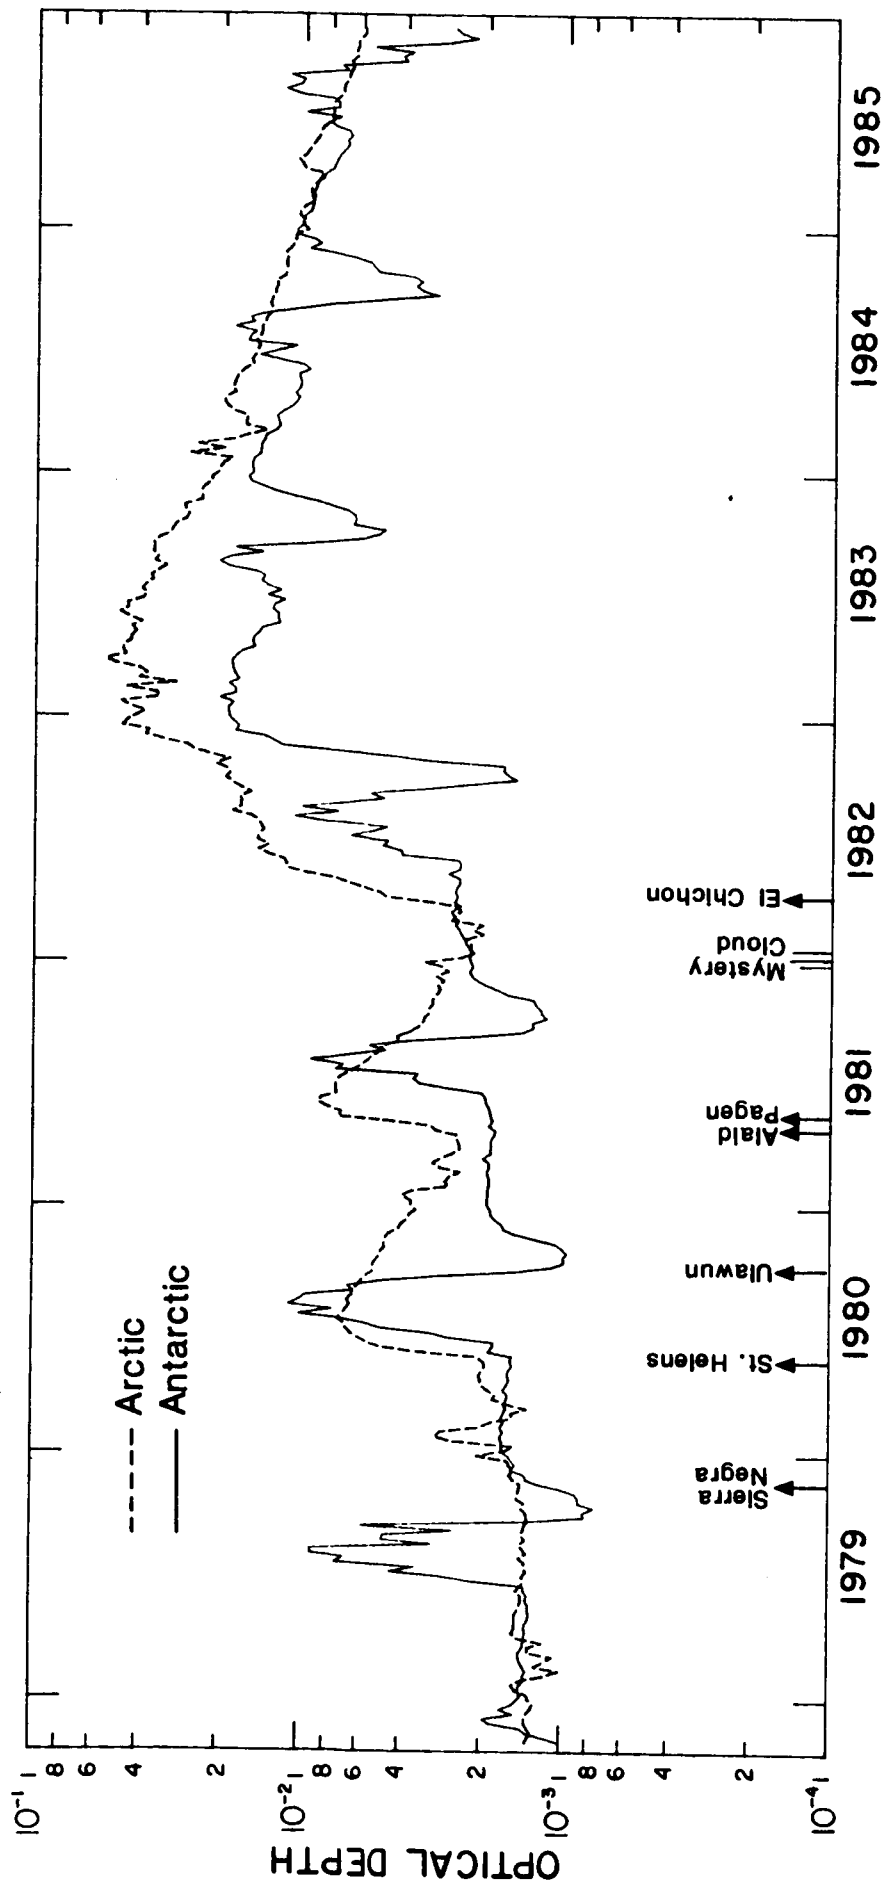 OPTICAL DEPTH
10⁻¹
8
6
4
2
10⁻²
8
6
4
2
10⁻³
8
6
4
2
10⁻⁴
Arctic
Antarctic
Sierra
Negra
St. Helens
Ulawun
Alaid
Pagen
Mystery
Cloud
El Chichon
1979
1980
1981
1982
1983
1984
1985